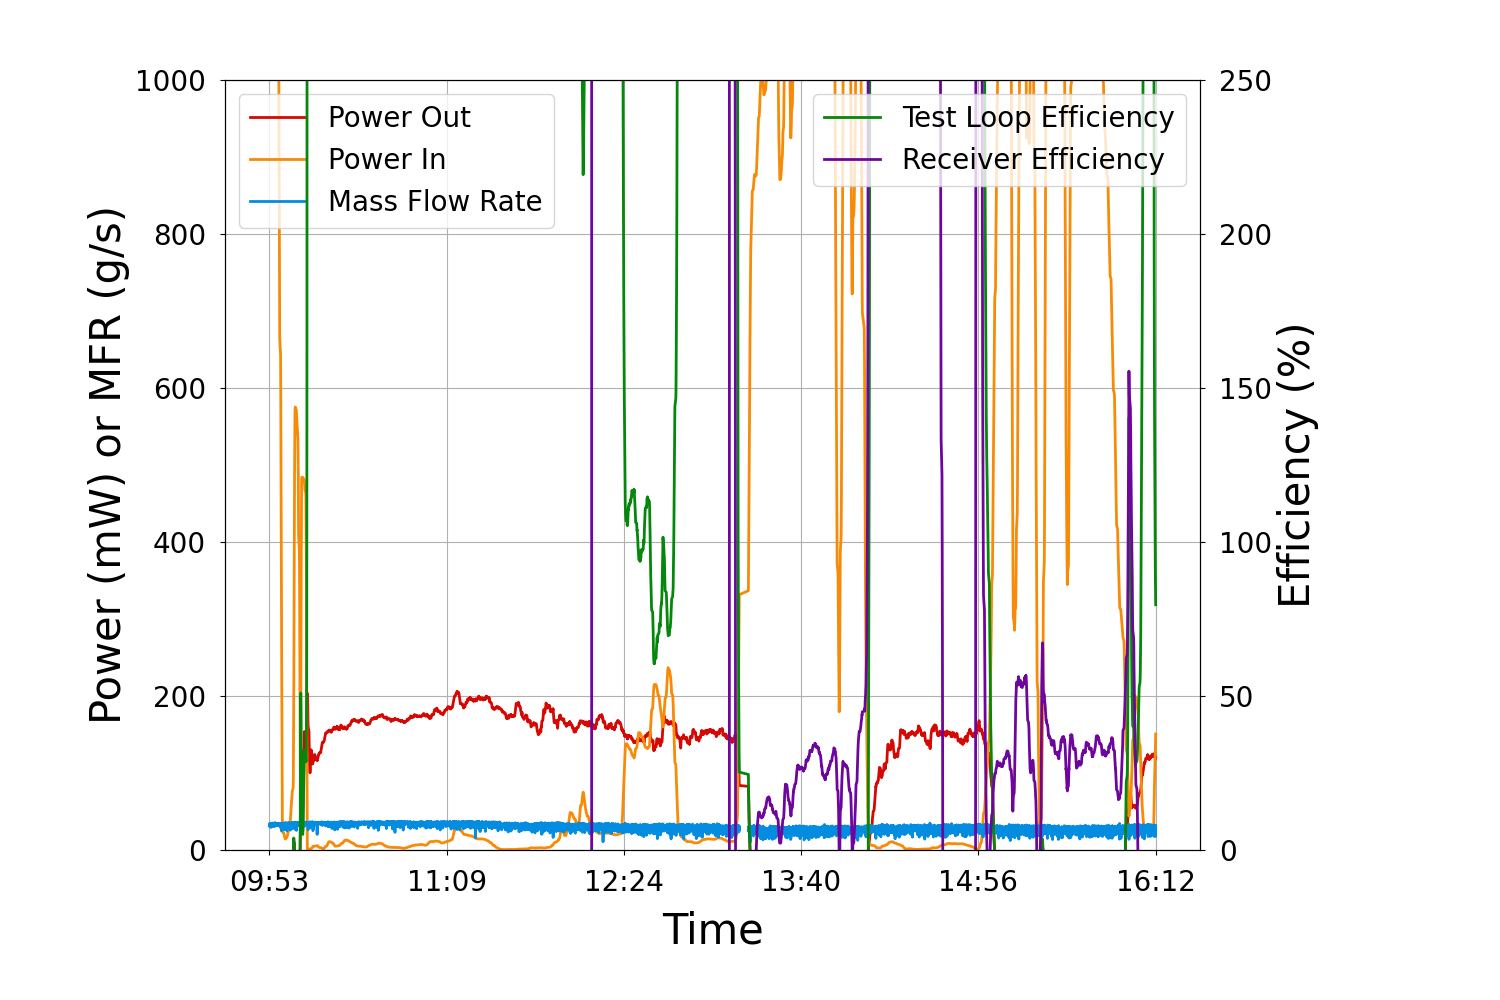 1000
800
600
400
200
0
Power (mW) or MFR (g/s)
Power Out
Power In
Mass Flow Rate
Test Loop Efficiency
Receiver Efficiency
250
200
150
100
50
0
Efficiency (%)
09:53 11:09 12:24 13:40 14:56 16:12
Time